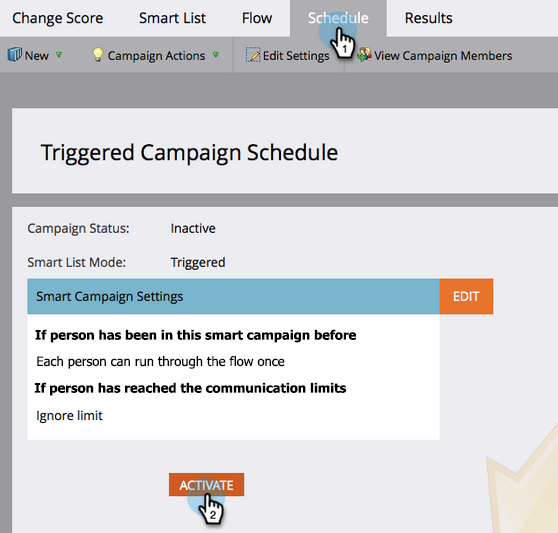 Change Score Smart List Flow Schedule Results
1
New Campaign Actions Edit Settings View Campaign Members
Triggered Campaign Schedule
Campaign Status: Inactive
Smart List Mode: Triggered
Smart Campaign Settings EDIT
If person has been in this smart campaign before
Each person can run through the flow once
If person has reached the communication limits
Ignore limit
ACTIVATE
2